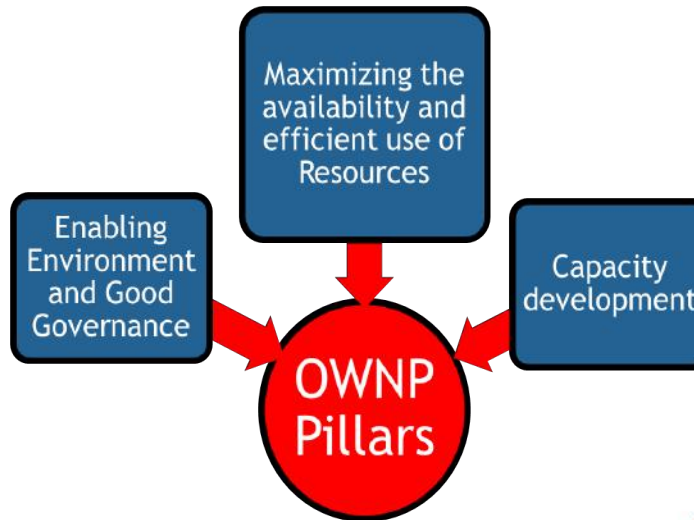 Maximizing the
availability and
efficient use of
Resources
Enabling
Environment
and Good
Governance
Capacity
development
OWNP
Pillars